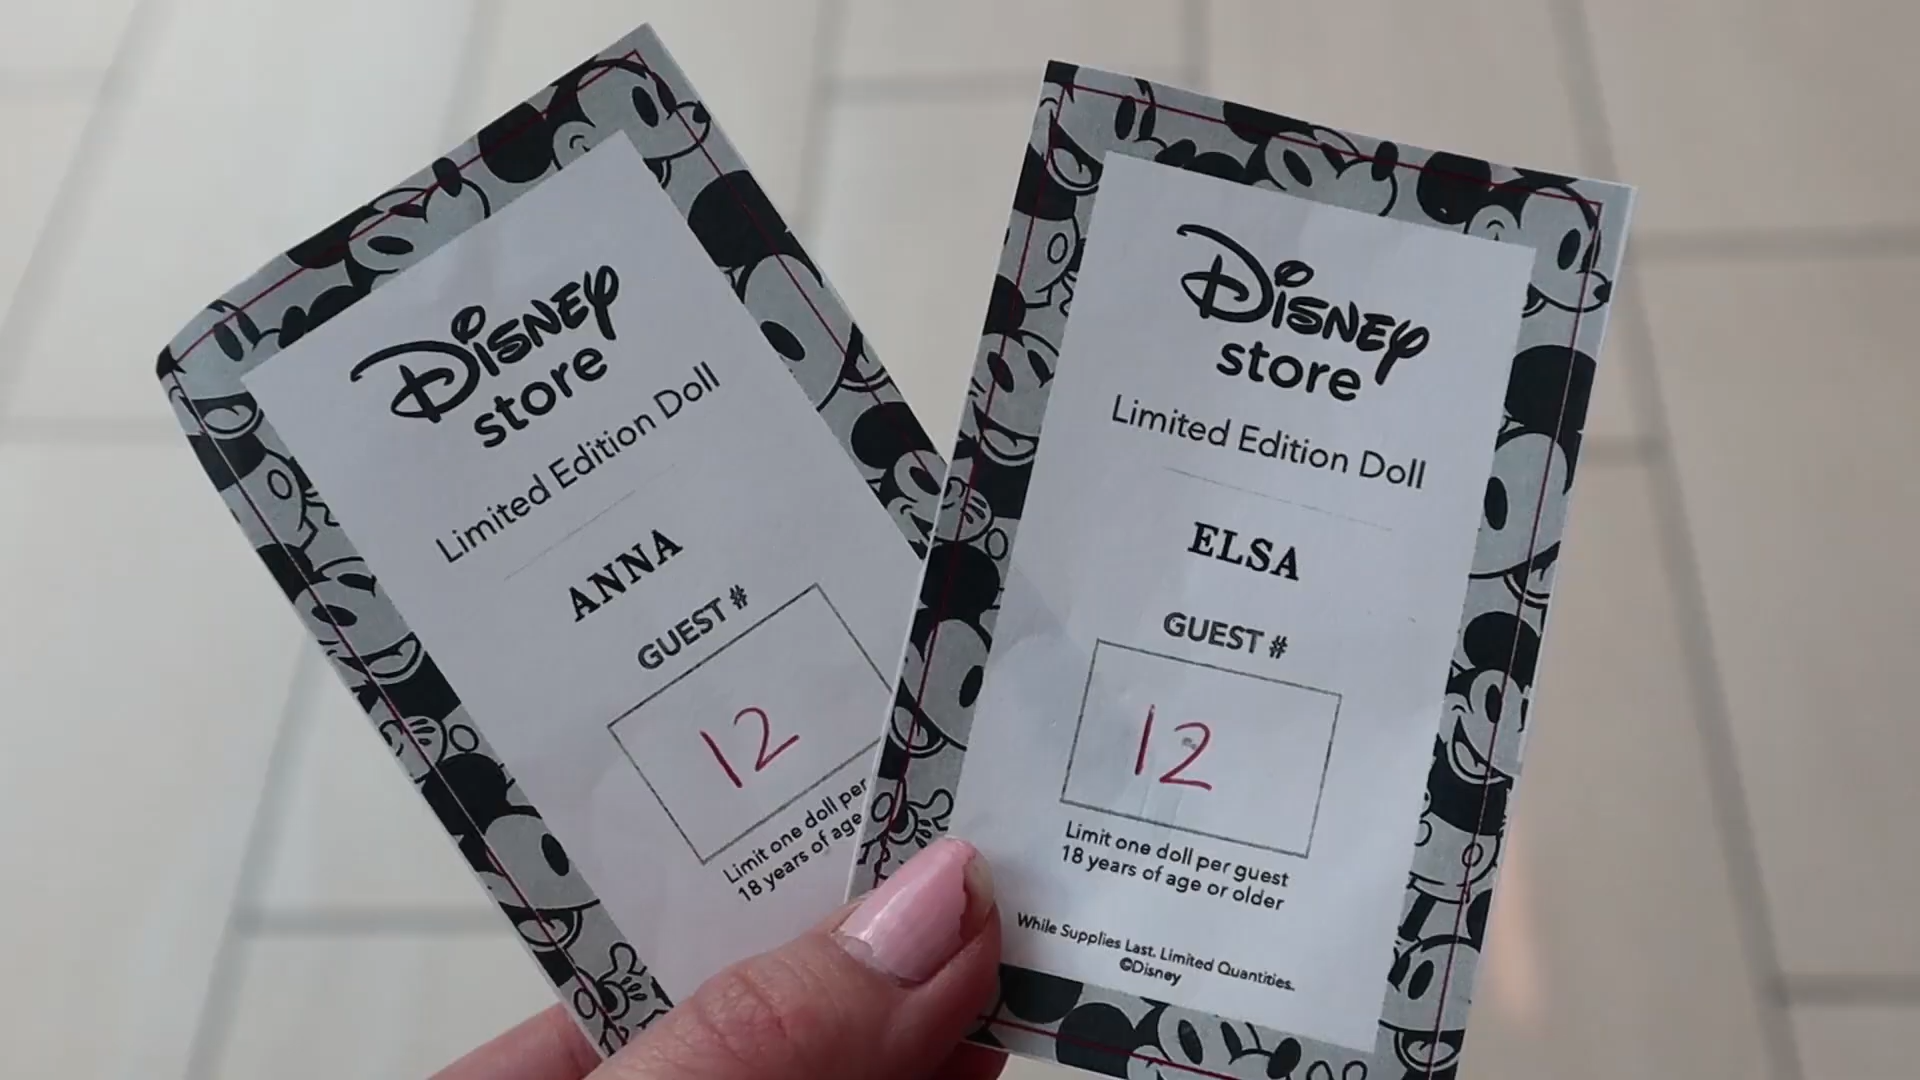 Disney
store
Limited Edition Doll
ANNA
GUEST #
12
Limit one doll per
18 years of age
Disney
store
Limited Edition Doll
ELSA
GUEST #
12
Limit one doll per guest
18 years of age or older
While Supplies Last. Limited Quantities.
©Disney